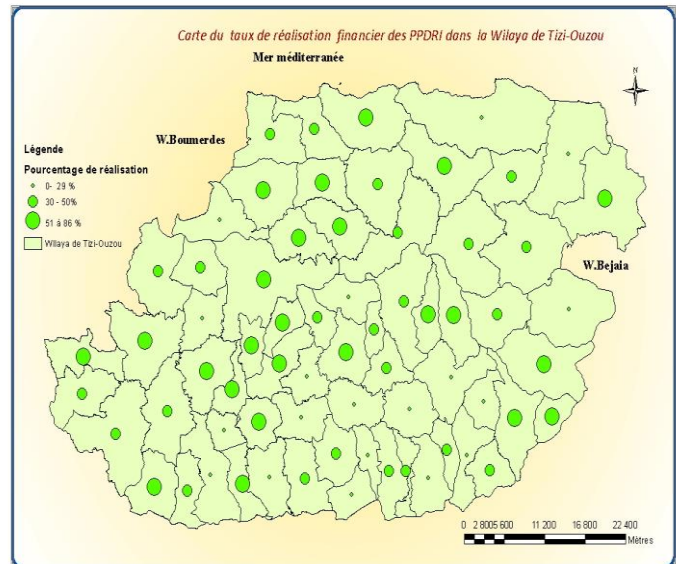 Carte du taux de réalisation financier des PPDRI dans la Wilaya de Tizi-Ouzou
Mer méditerranée
N
W.Boumerdes
Légende
Pourcentage de réalisation
0- 29 %
30 - 50%
51 á 86 %
Wilaya de Tizi-Ouzou
W.Bejaia
0 2 8005 600 11 200 16 800 22 400
Mètres